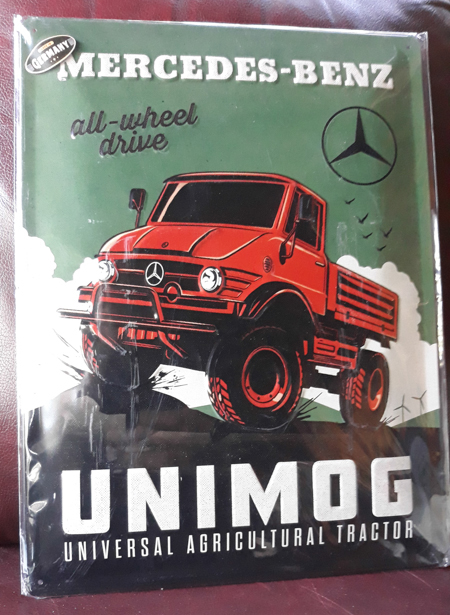 GERMANY
MERCEDES-BENZ
all-wheel
drive
UNIMOG
UNIVERSAL AGRICULTURAL TRACTOR